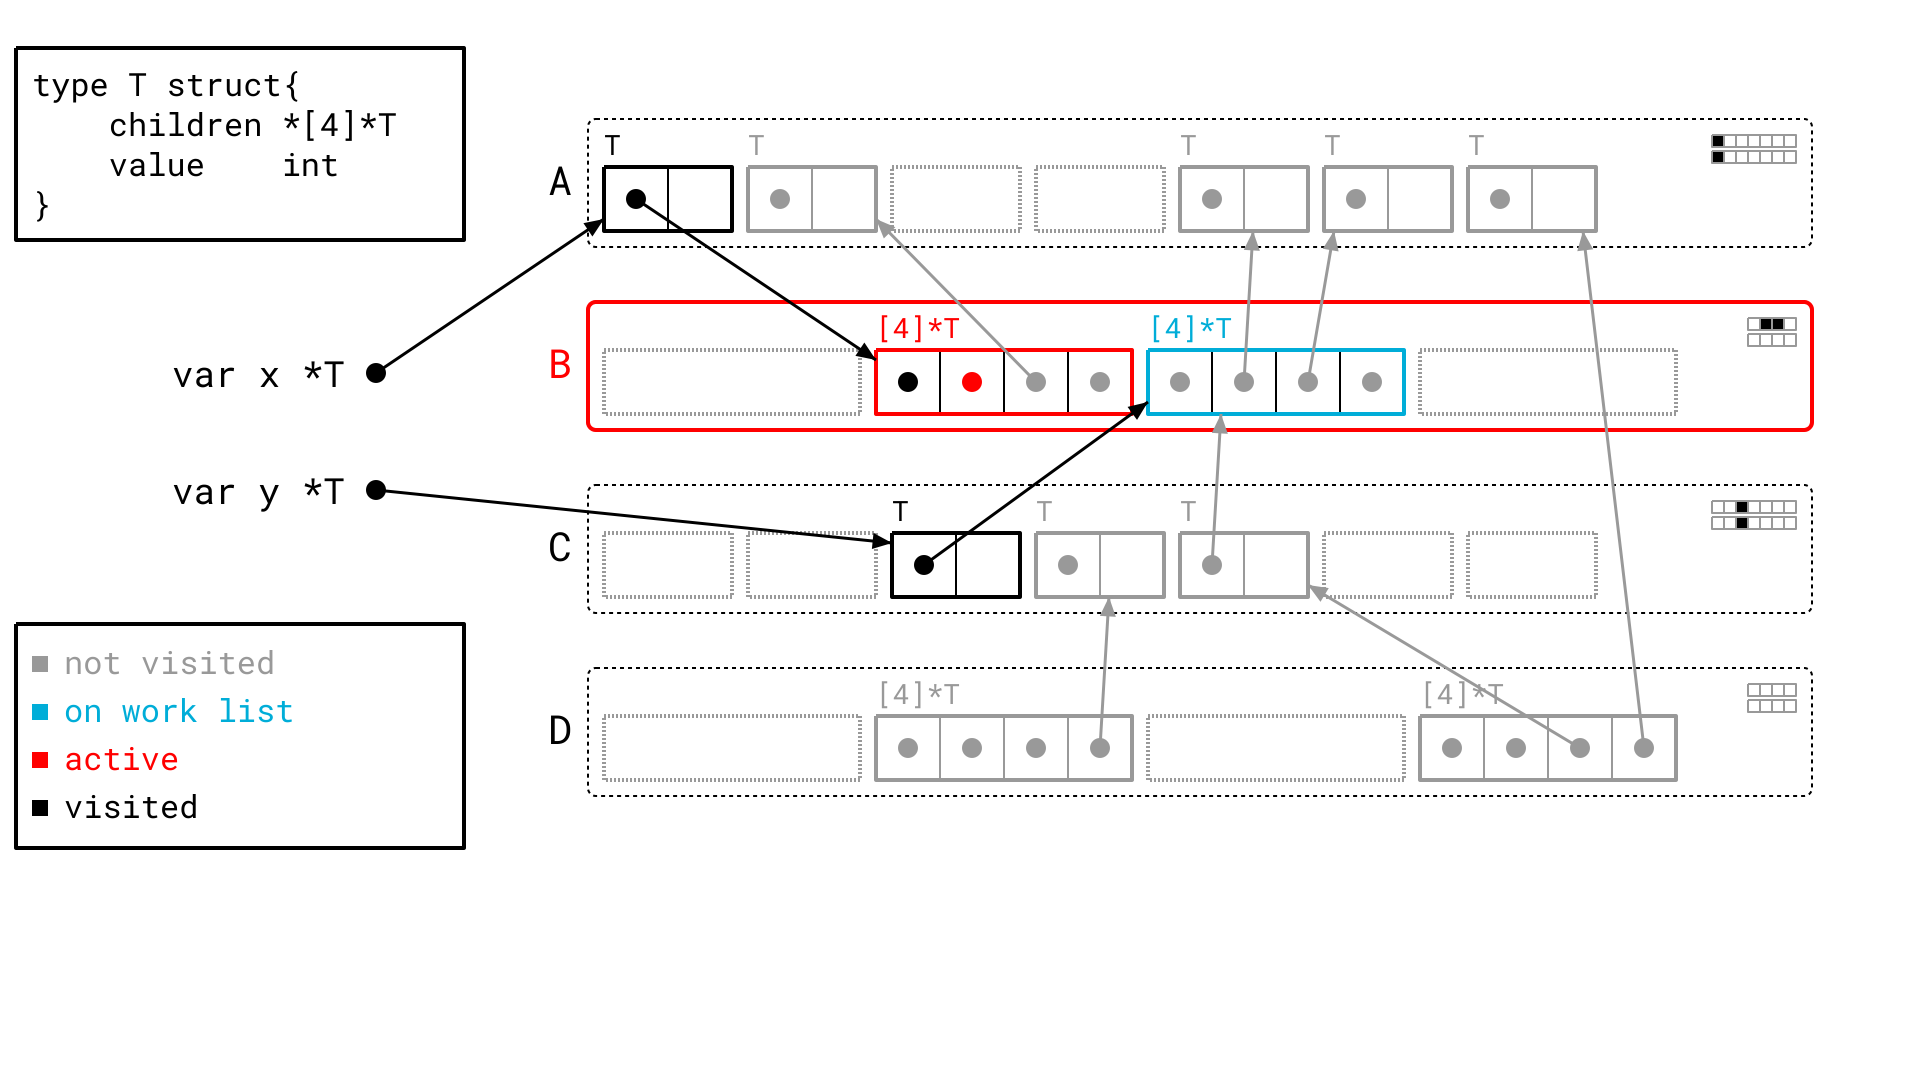 type T struct{
    children *[4]*T
    value    int
}
T T T T T
A
[4]*T [4]*T
B
var x *T
var y *T
T T T
C
[4]*T [4]*T
D
not visited
on work list
active
visited